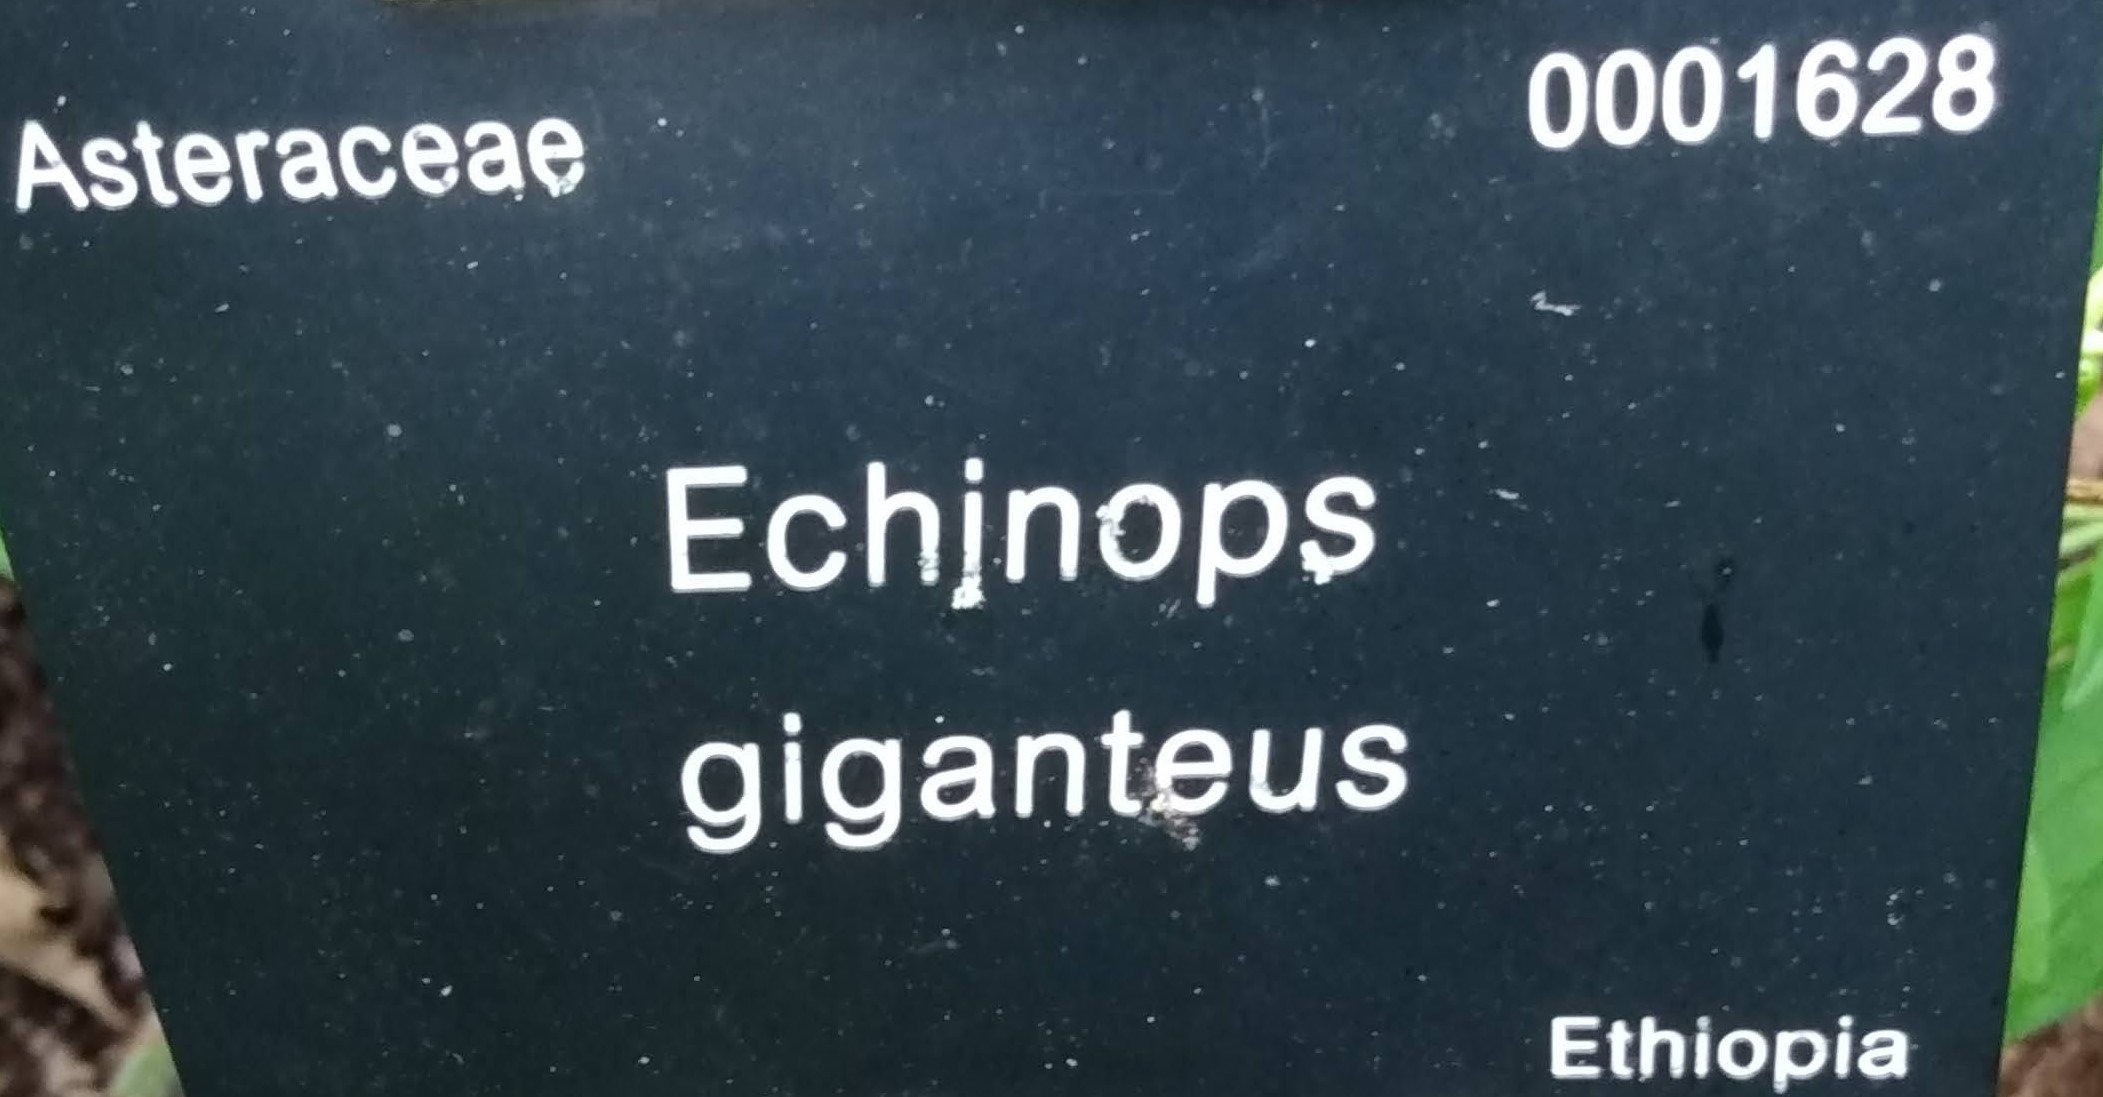 Asteraceae
0001628
Echinops
giganteus
Ethiopia